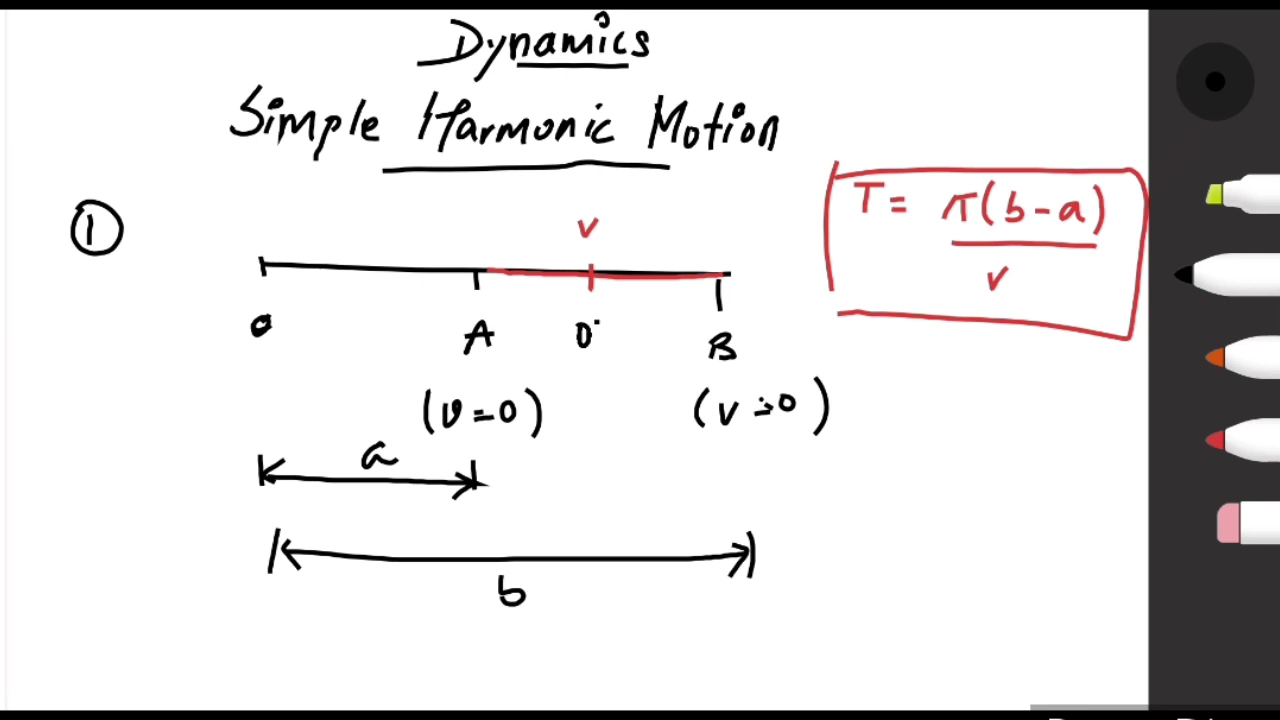 Dynamics
Simple Harmonic Motion
T = π(b-a)
v
①
v
O A O' B
(v=0) (v=0)
a
b